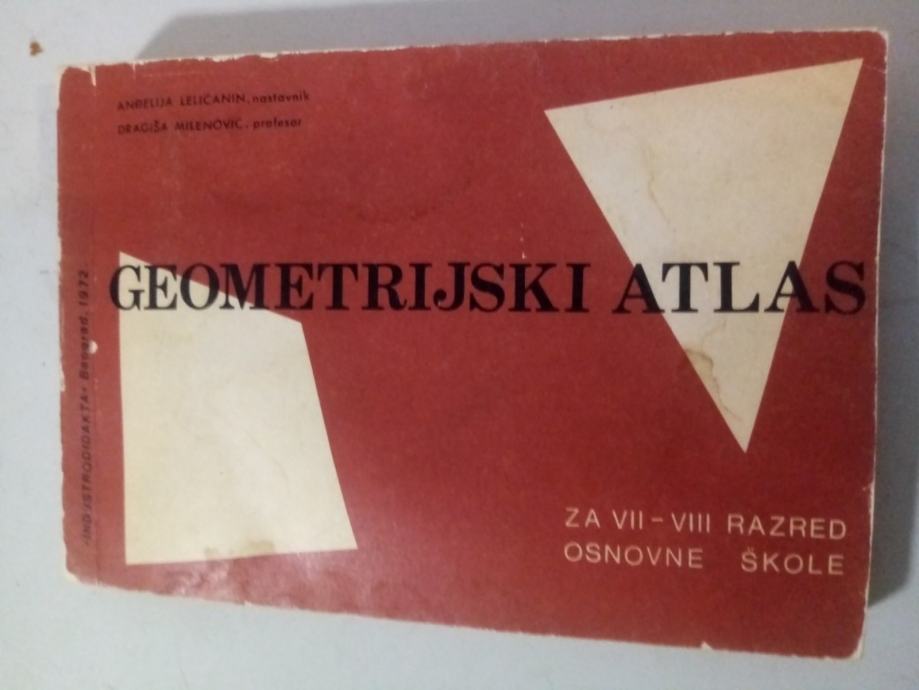 ANĐELIJA LELIČANIN, nastavnik
DRAGIŠA MILENOVIĆ, profesor
GEOMETRIJSKI ATLAS
ZA VII – VIII RAZRED
OSNOVNE ŠKOLE
»INDUSTRODIDAKTA« Beograd, 1972.